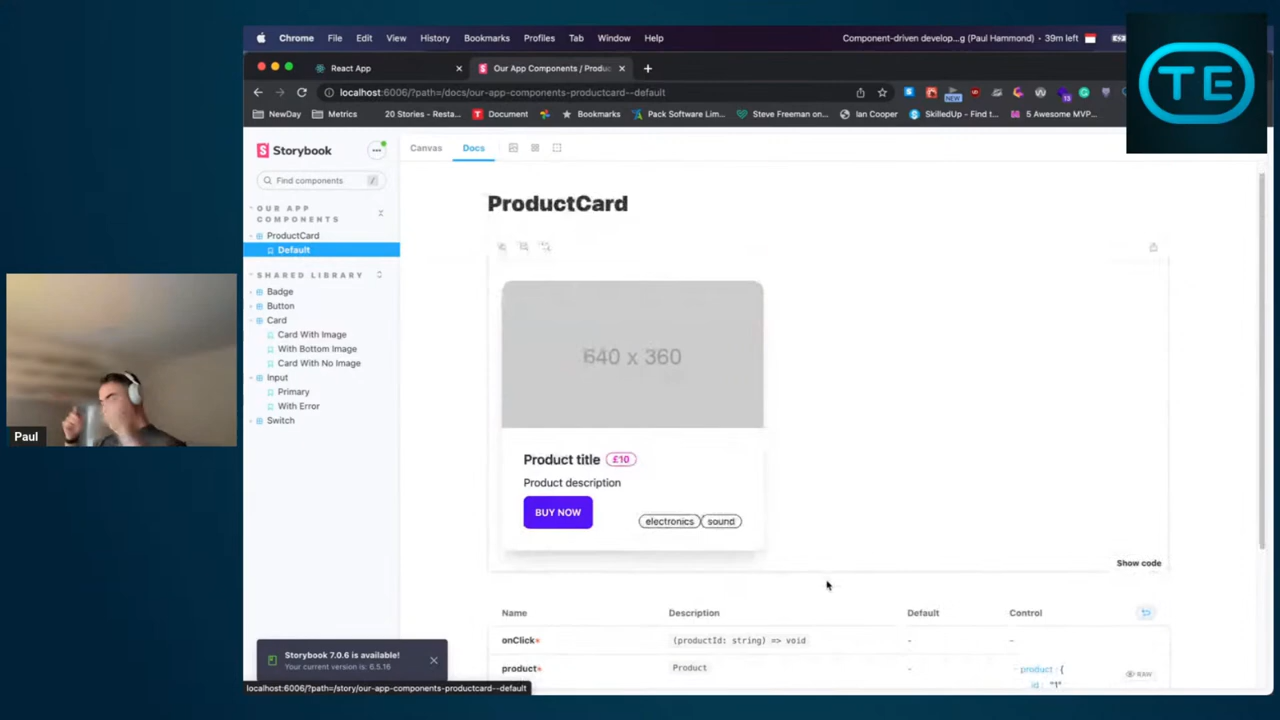 Chrome File Edit View History Bookmarks Profiles Tab Window Help
Component-driven develop...g (Paul Hammond) • 39m left
TE
React App
Our App Components / Produc
localhost:6006/?path=/docs/our-app-components-productcard--default
NEW
15
NewDay Metrics 20 Stories - Resta... Document Bookmarks Pack Software Lim... Steve Freeman on... Ian Cooper SkilledUp - Find t... 5 Awesome MVP...
Storybook
Canvas Docs
Find components /
OUR APP
COMPONENTS
ProductCard
Default
SHARED LIBRARY
Badge
Button
Card
Card With Image
With Bottom Image
Card With No Image
Input
Primary
With Error
Switch
ProductCard
640 x 360
Product title £10
Product description
BUY NOW
electronics sound
Show code
Name Description Default Control
onClick* (productId: string) => void - -
product* Product - product : {
RAW
id : "1"
Storybook 7.0.6 is available!
Your current version is: 6.5.16
localhost:6006/?path=/story/our-app-components-productcard--default
Paul